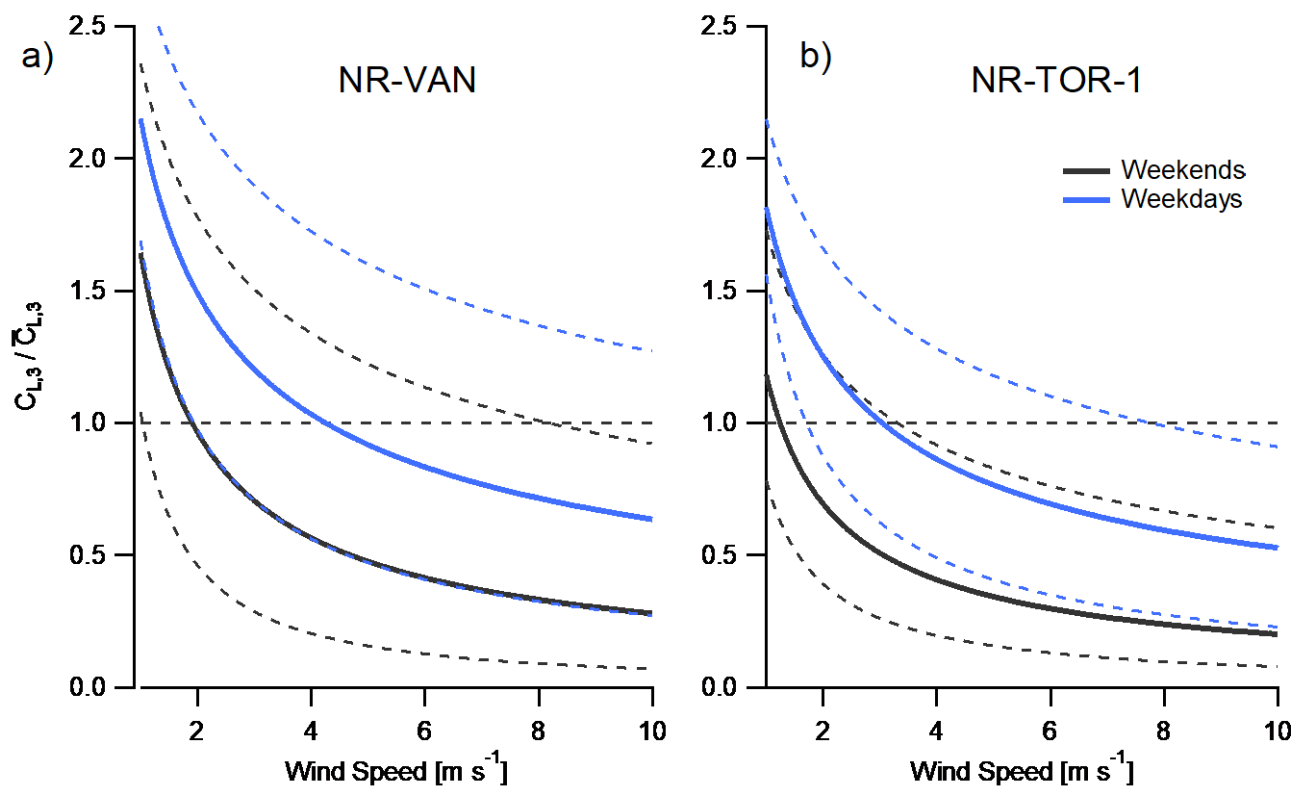 a)
NR-VAN
2.5
2.0
1.5
1.0
0.5
0.0
C_L,3 / C̅_L,3
2 4 6 8 10
Wind Speed [m s⁻¹]
b)
NR-TOR-1
Weekends
Weekdays
2.5
2.0
1.5
1.0
0.5
0.0
2 4 6 8 10
Wind Speed [m s⁻¹]